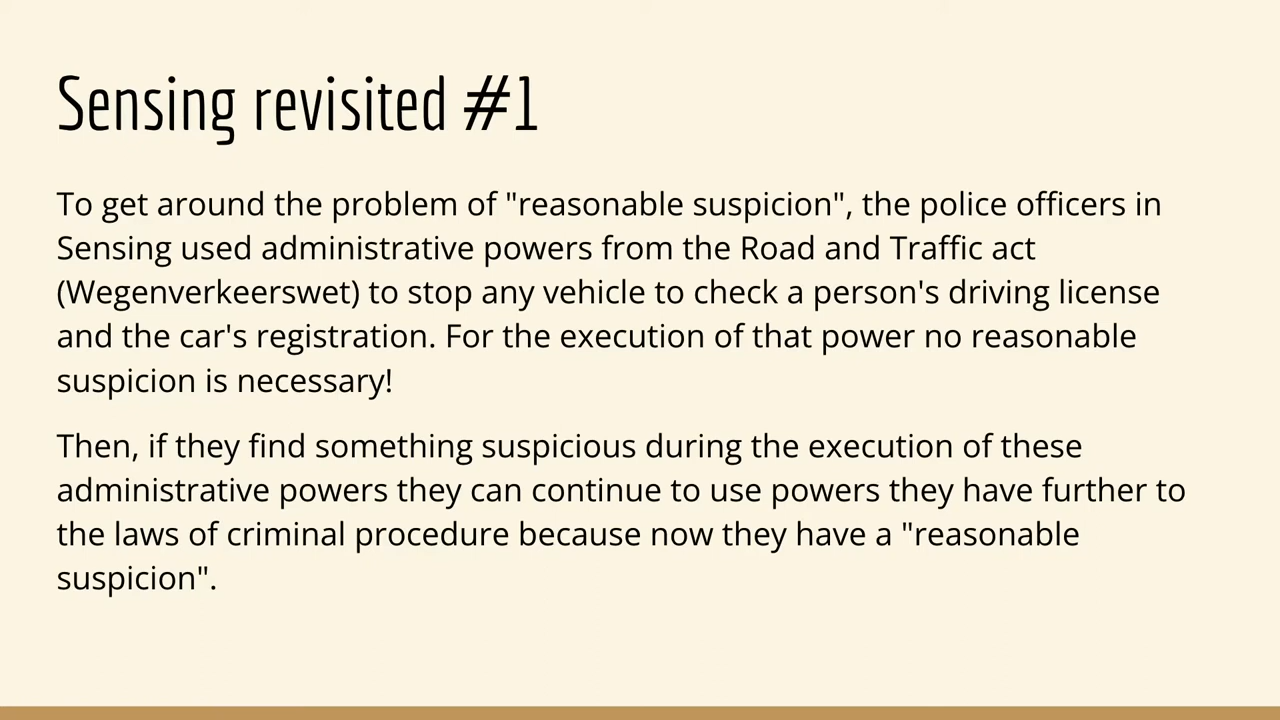 Sensing revisited #1
To get around the problem of "reasonable suspicion", the police officers in
Sensing used administrative powers from the Road and Traffic act
(Wegenverkeerswet) to stop any vehicle to check a person's driving license
and the car's registration. For the execution of that power no reasonable
suspicion is necessary!
Then, if they find something suspicious during the execution of these
administrative powers they can continue to use powers they have further to
the laws of criminal procedure because now they have a "reasonable
suspicion".